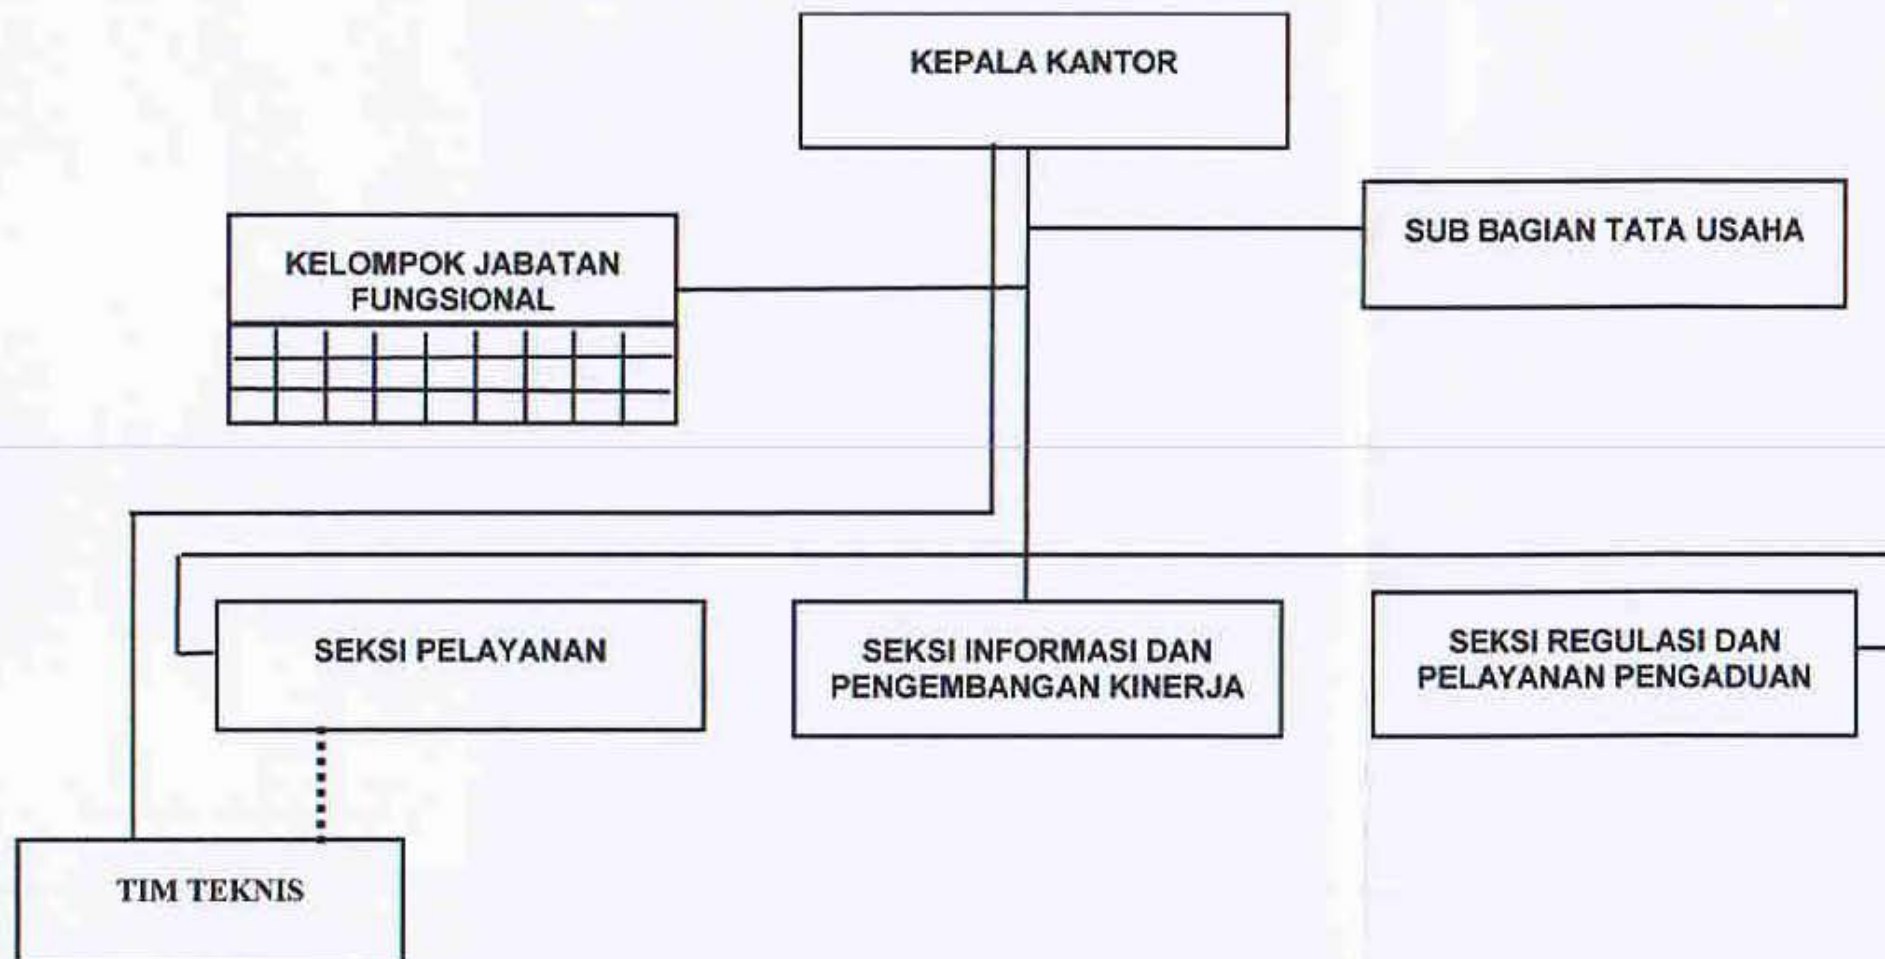 KEPALA KANTOR
SUB BAGIAN TATA USAHA
KELOMPOK JABATAN
FUNGSIONAL
SEKSI PELAYANAN
SEKSI INFORMASI DAN
PENGEMBANGAN KINERJA
SEKSI REGULASI DAN
PELAYANAN PENGADUAN
TIM TEKNIS